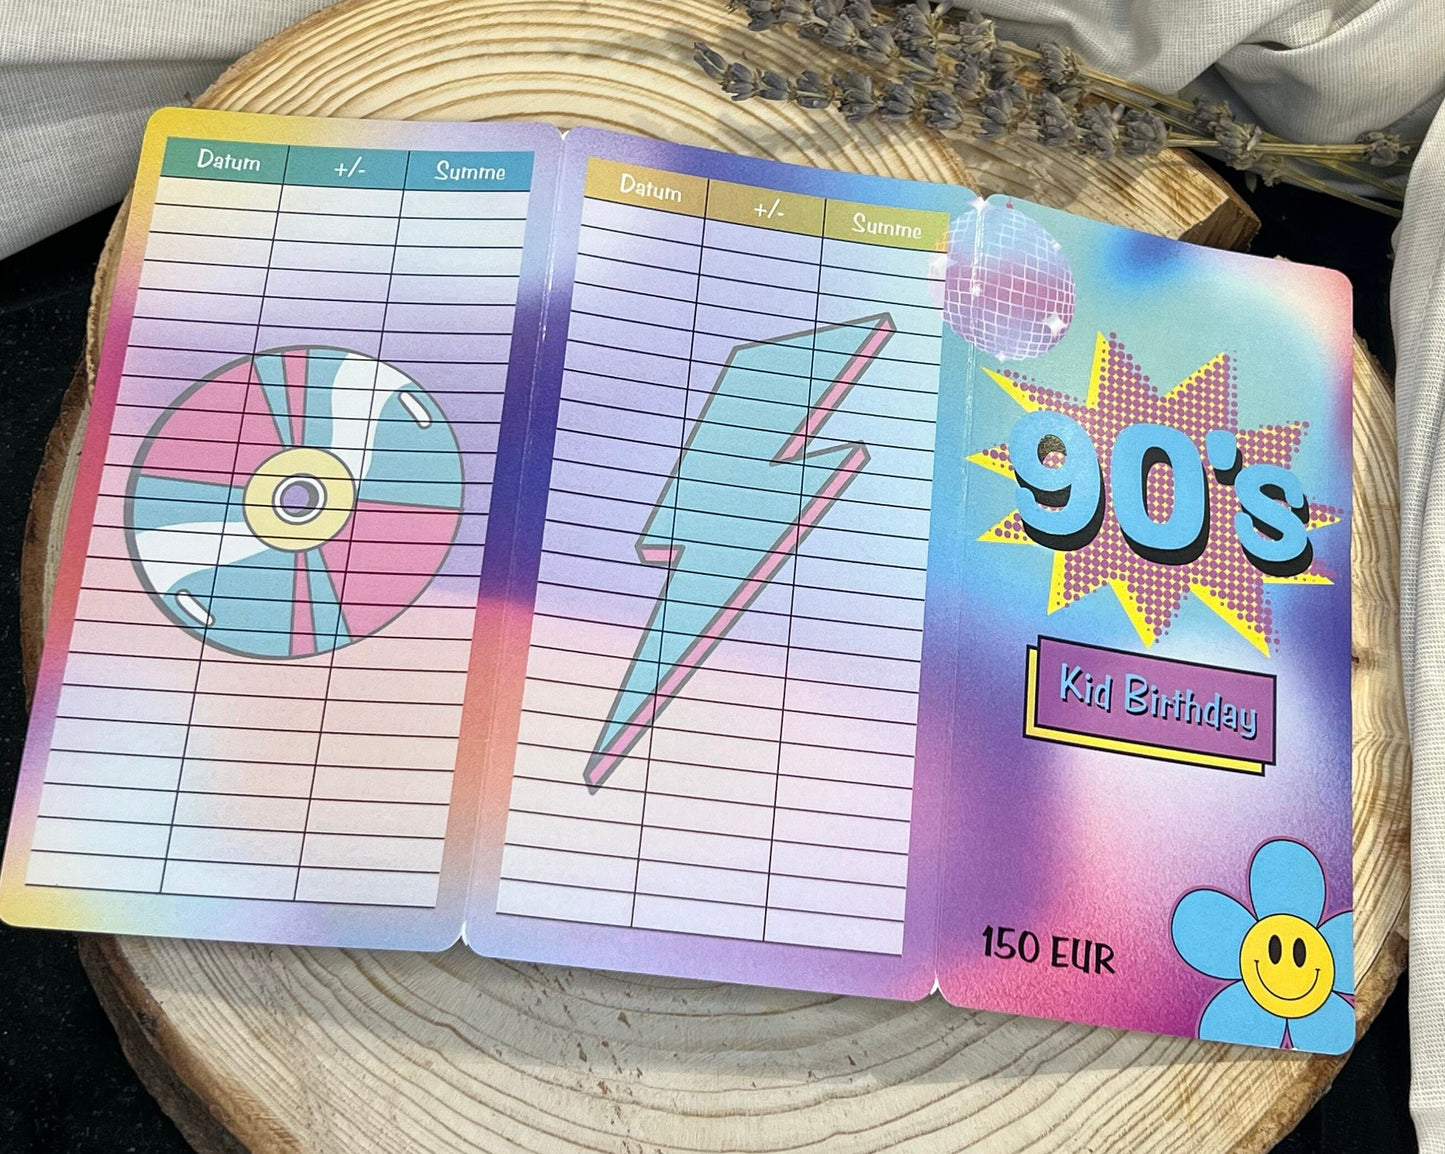 Datum +/- Summe
Datum +/- Summe
90's
Kid Birthday
150 EUR